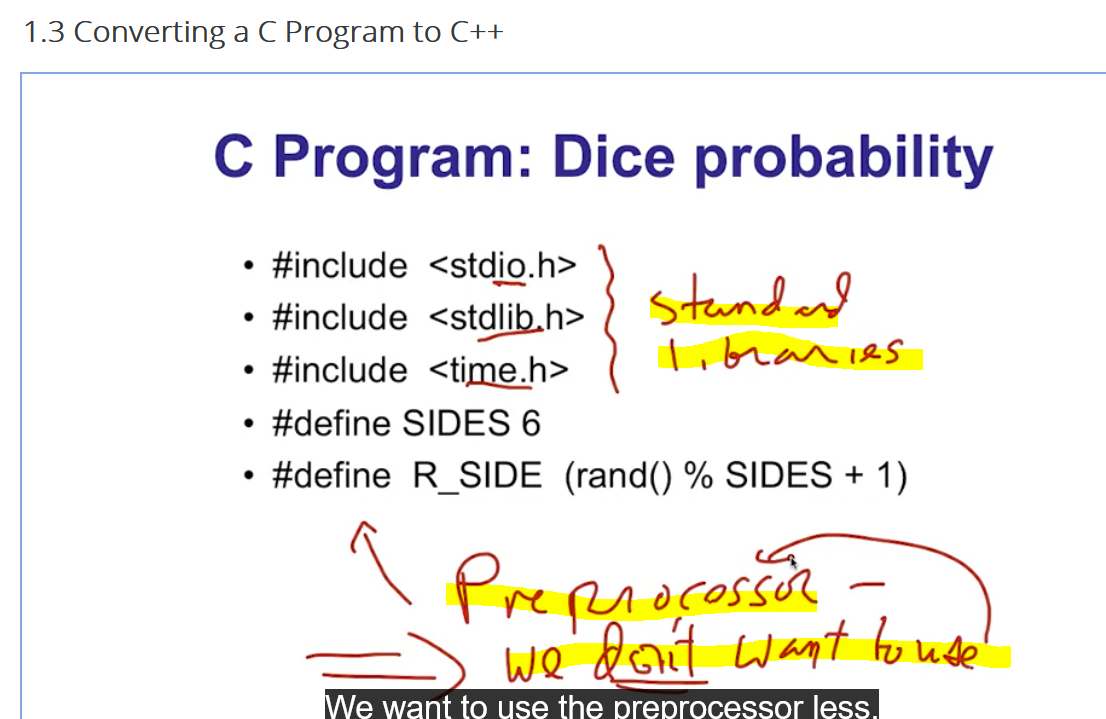 1.3 Converting a C Program to C++
C Program: Dice probability
• #include <stdio.h>
• #include <stdlib.h>
• #include <time.h>
standard
libraries
• #define SIDES 6
• #define R_SIDE (rand() % SIDES + 1)
Preprocessor –
we don't want to use
We want to use the preprocessor less.